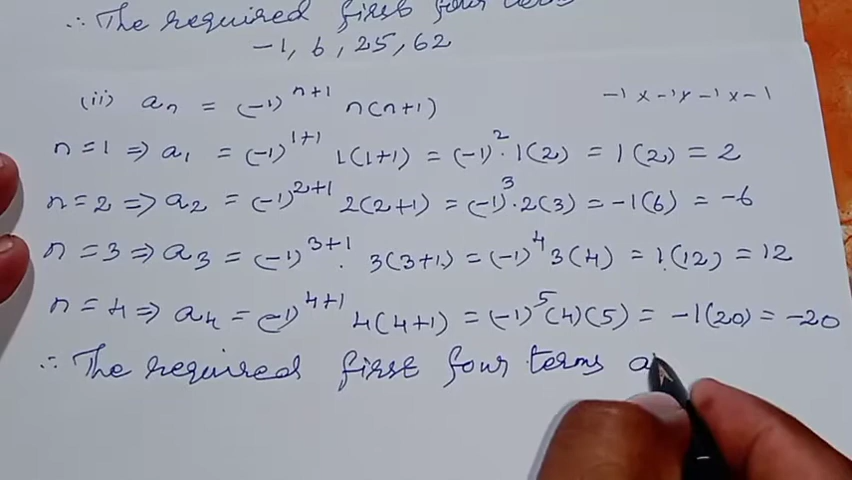 ∴ The required first four
-1, 6, 25, 62
(ii) aₙ = (-1)ⁿ⁺¹ n(n+1)
-1 x -1 x -1 x -1
n=1 ⇒ a₁ = (-1)¹⁺¹ 1(1+1) = (-1)²·1(2) = 1(2) = 2
n=2 ⇒ a₂ = (-1)²⁺¹ 2(2+1) = (-1)³·2(3) = -1(6) = -6
n=3 ⇒ a₃ = (-1)³⁺¹. 3(3+1) = (-1)⁴ 3(4) = 1(12) = 12
n=4 ⇒ a₄ = (-1)⁴⁺¹ 4(4+1) = (-1)⁵(4)(5) = -1(20) = -20
∴ The required first four terms a